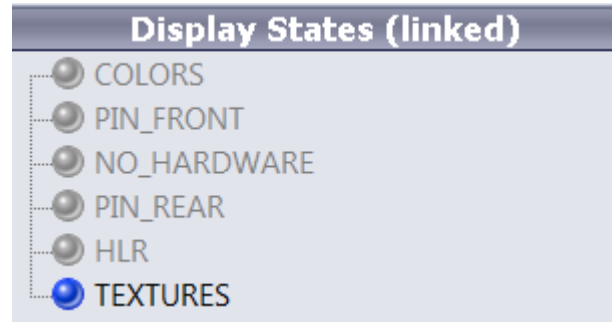 Display States (linked)
COLORS
PIN_FRONT
NO_HARDWARE
PIN_REAR
HLR
TEXTURES